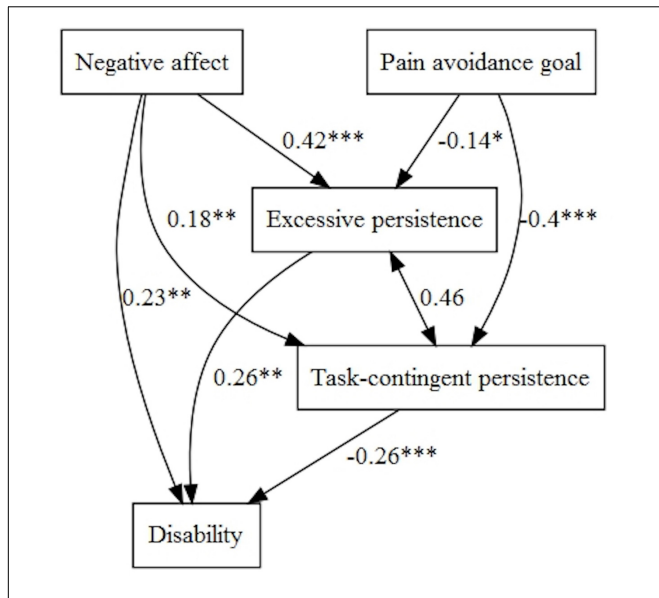 Negative affect
Pain avoidance goal
0.42***
-0.14*
0.18**
Excessive persistence
-0.4***
0.23**
0.46
0.26**
Task-contingent persistence
-0.26***
Disability